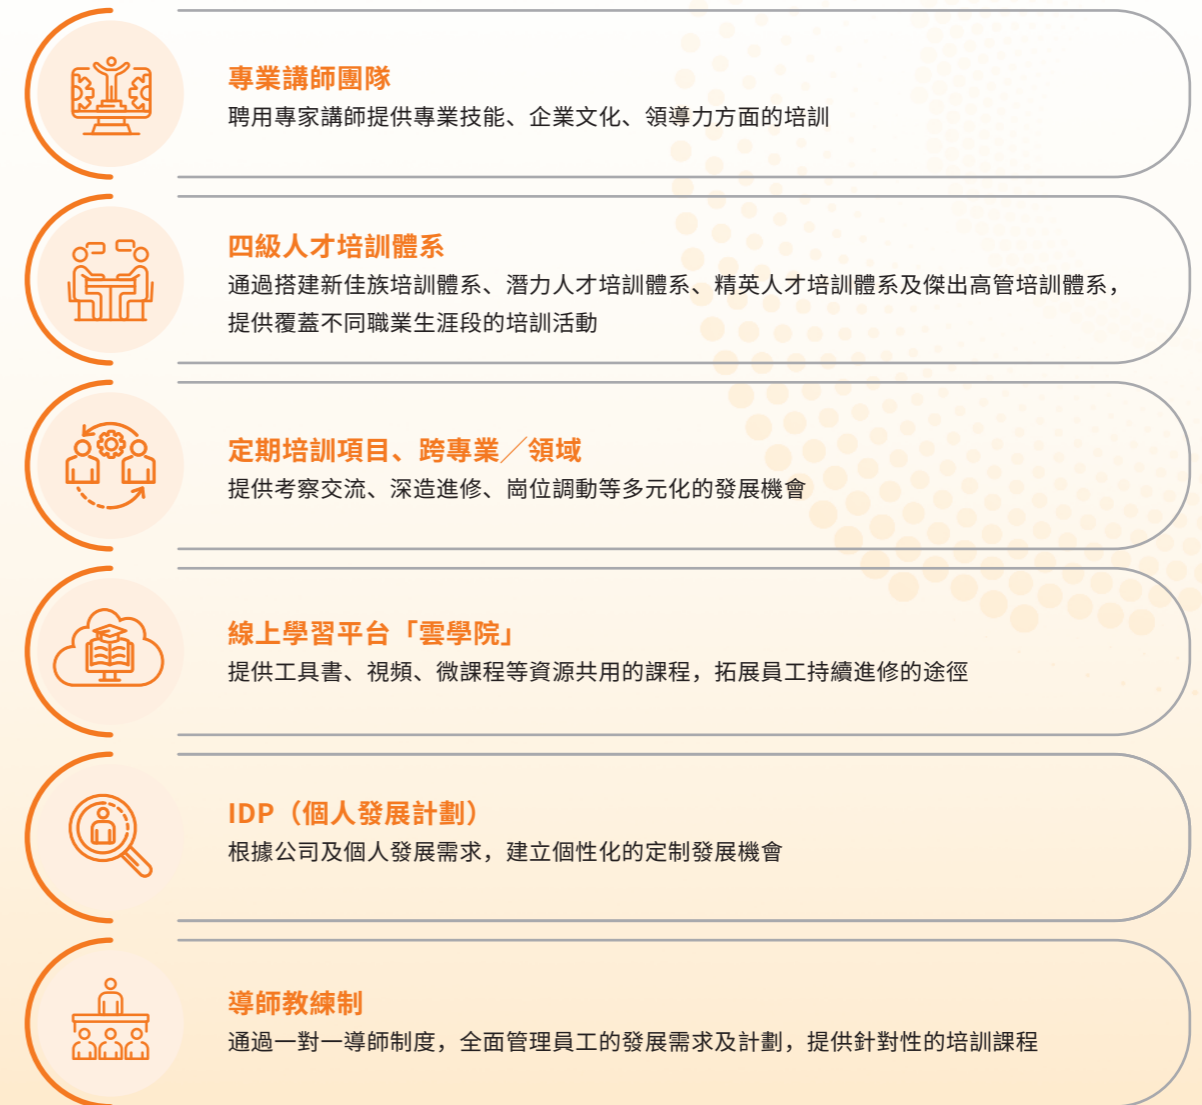 專業講師團隊
聘用專家講師提供專業技能、企業文化、領導力方面的培訓
四級人才培訓體系
通過搭建新佳族培訓體系、潛力人才培訓體系、精英人才培訓體系及傑出高管培訓體系，
提供覆蓋不同職業生涯段的培訓活動
定期培訓項目、跨專業／領域
提供考察交流、深造進修、崗位調動等多元化的發展機會
線上學習平台「雲學院」
提供工具書、視頻、微課程等資源共用的課程，拓展員工持續進修的途徑
IDP（個人發展計劃）
根據公司及個人發展需求，建立個性化的定制發展機會
導師教練制
通過一對一導師制度，全面管理員工的發展需求及計劃，提供針對性的培訓課程